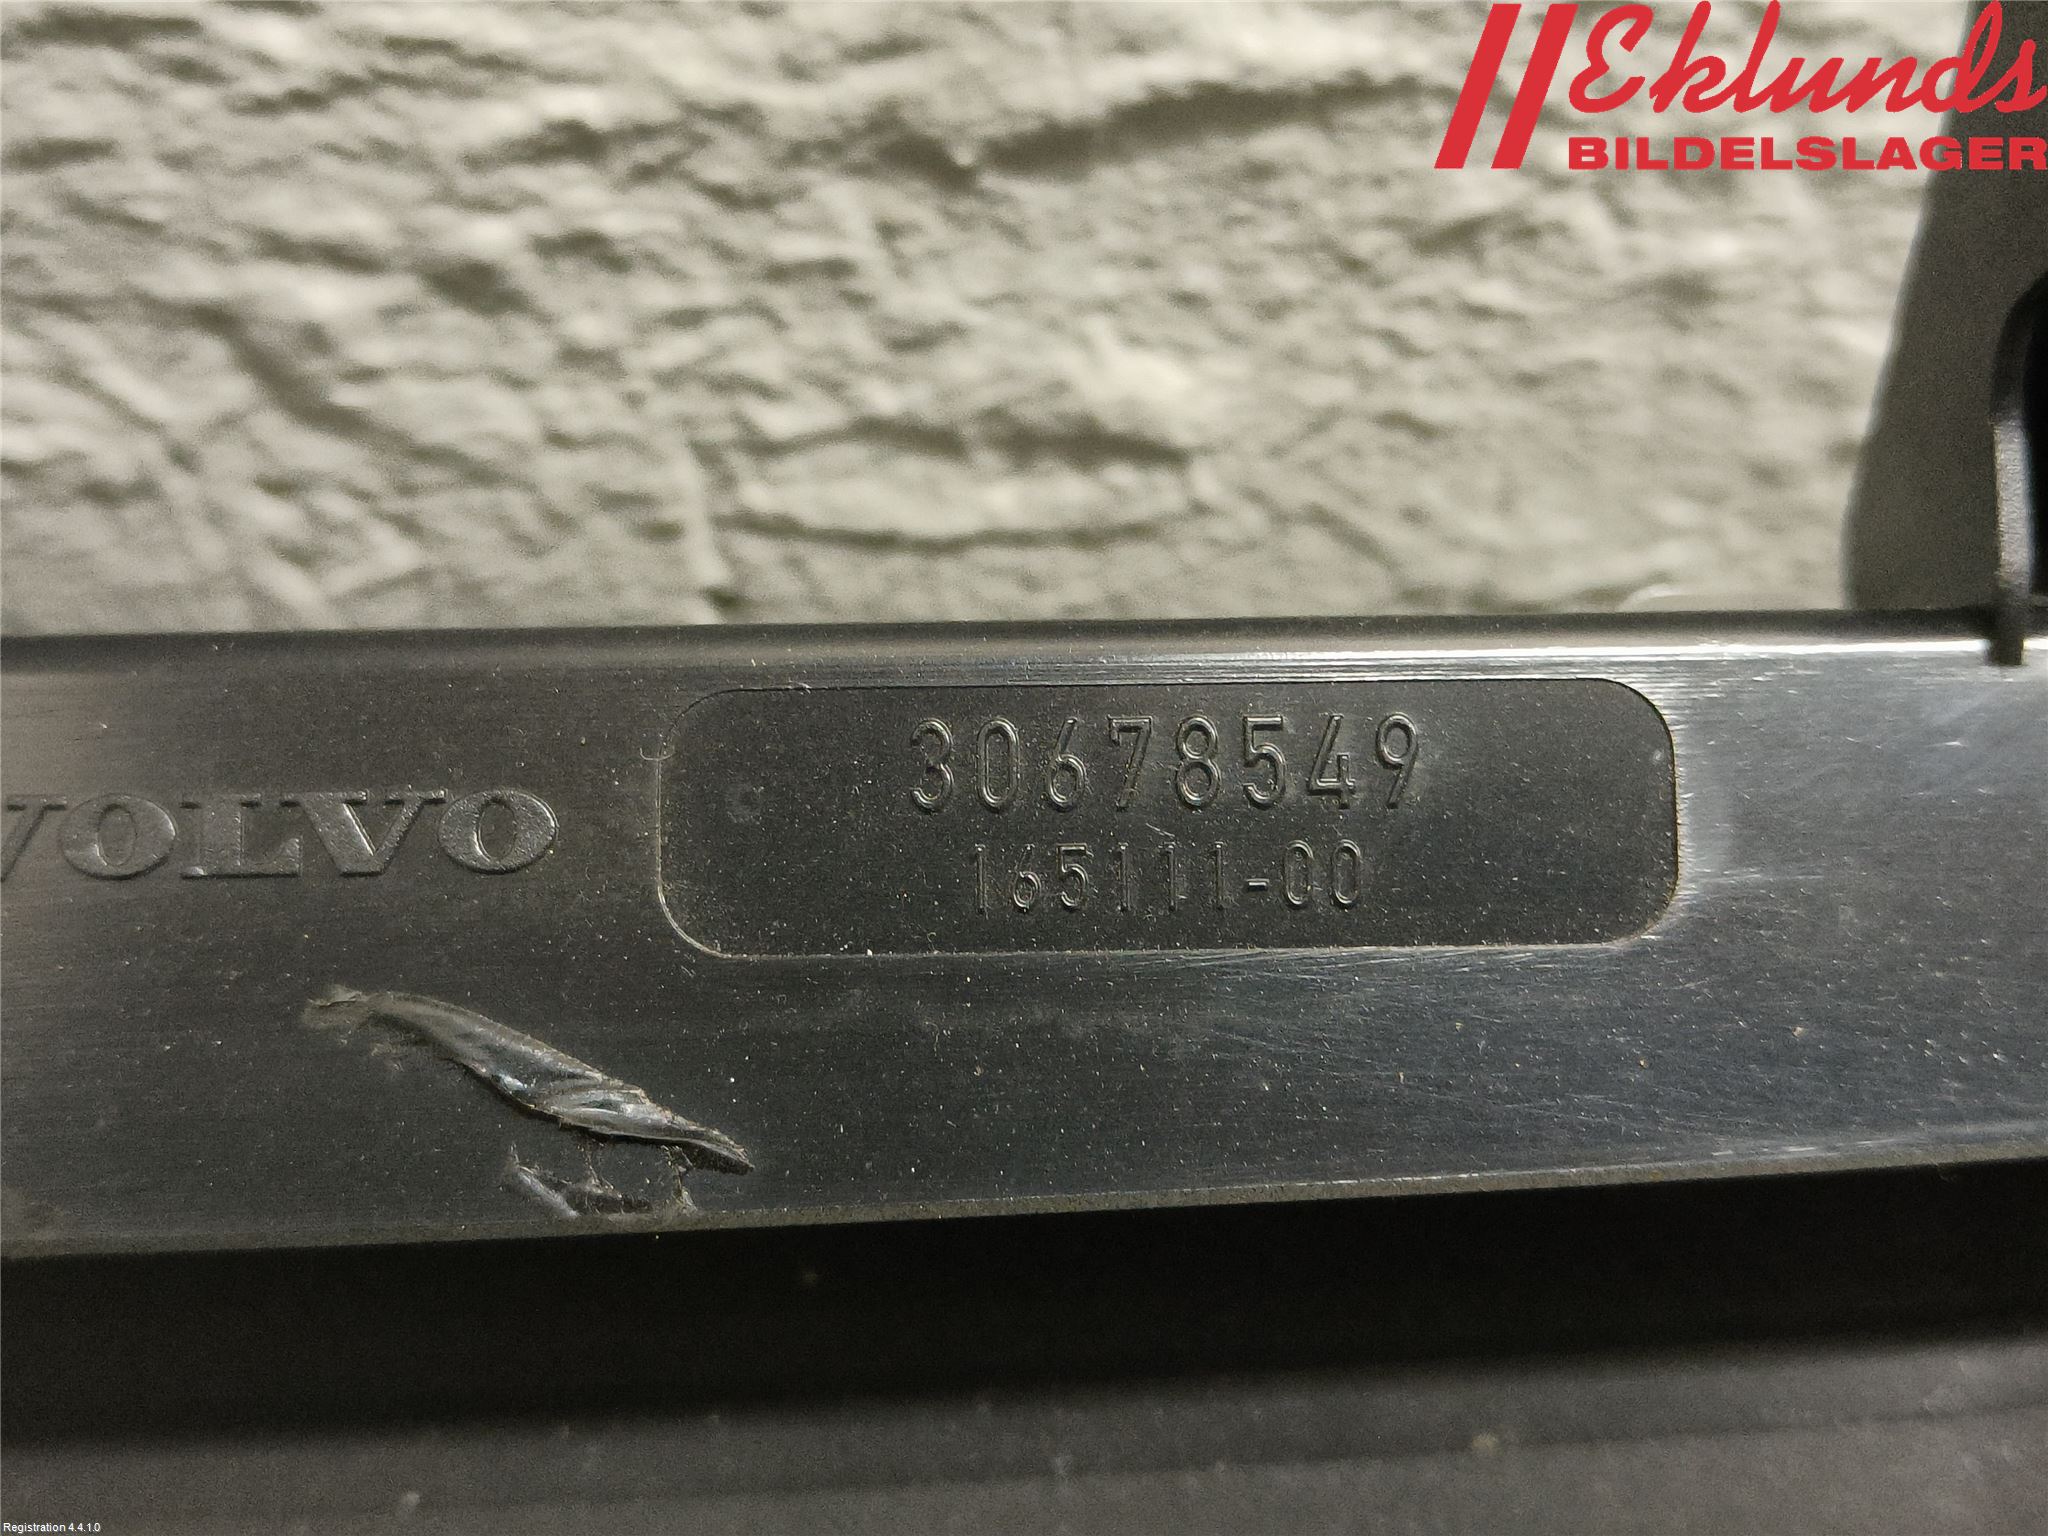 Eklunds
BILDELSLAGER
VOLVO
30678549
165111-00
Registration 4.4.1.0